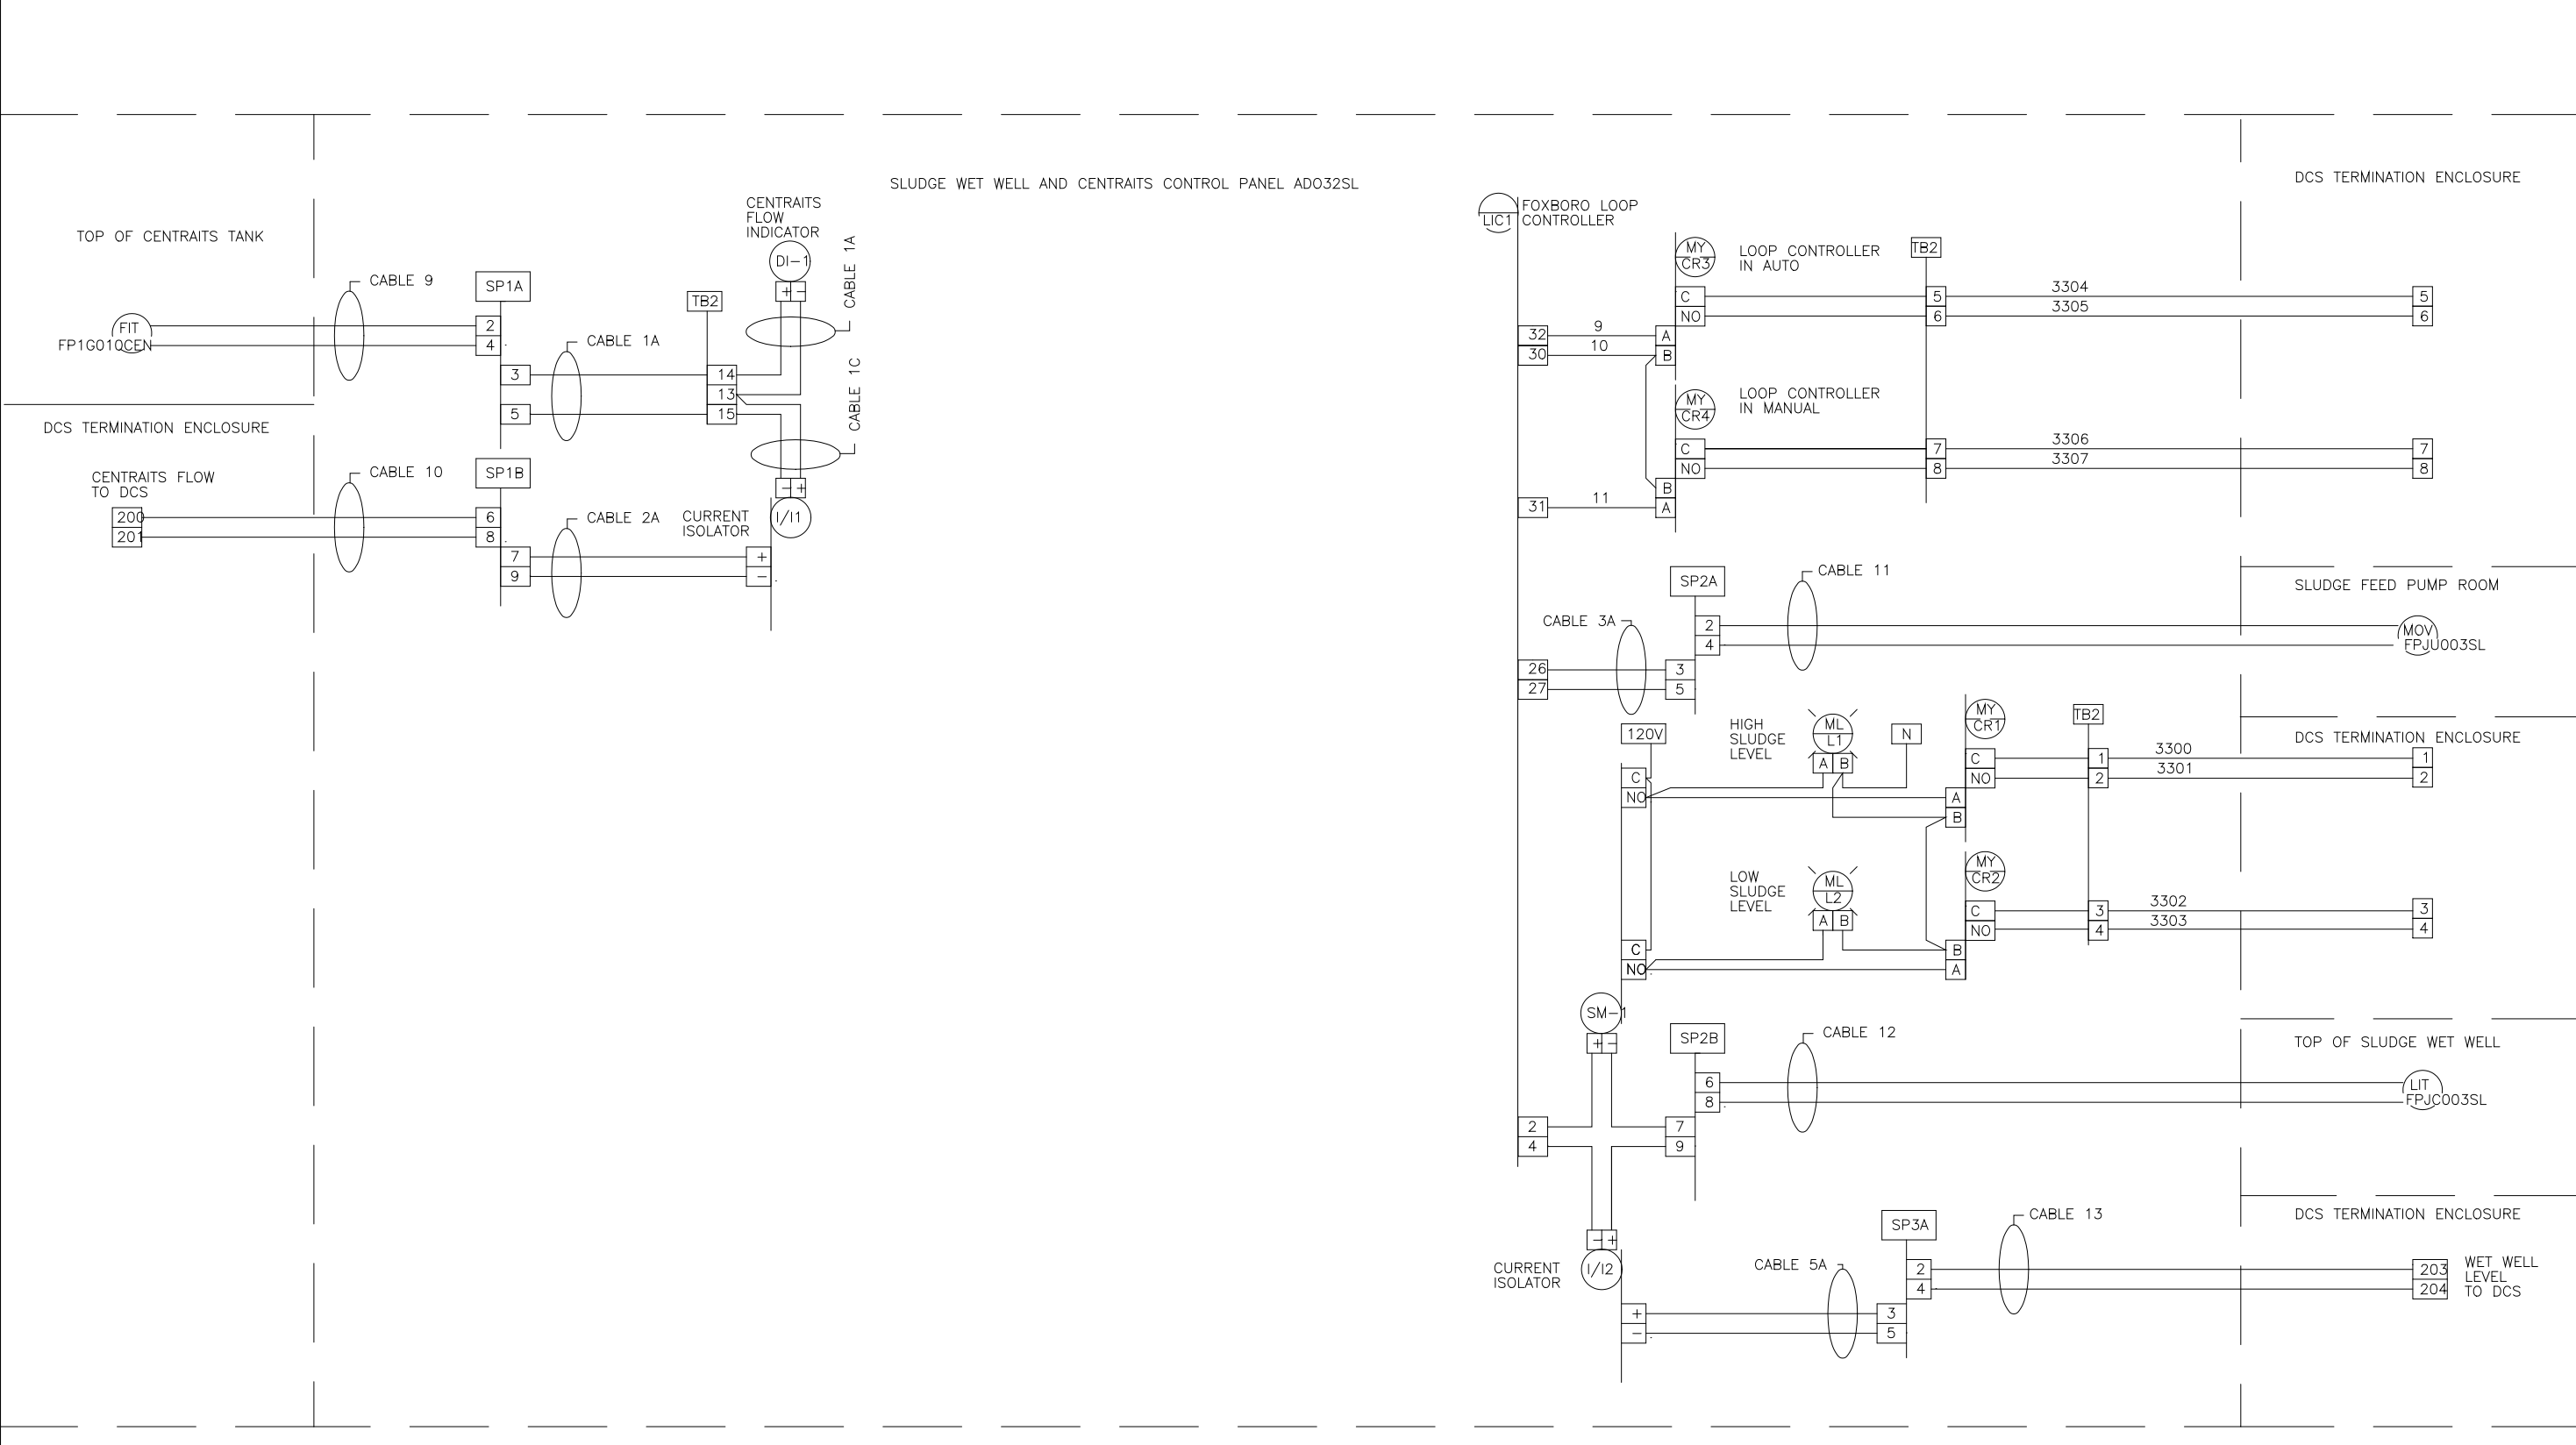 SLUDGE WET WELL AND CENTRAITS CONTROL PANEL ADO32SL
TOP OF CENTRAITS TANK
CABLE 9
FIT
FP1G010CEN
SP1A
2
4
3
5
CABLE 1A
TB2
14
13
15
CENTRAITS
FLOW
INDICATOR
DI-1
+ -
CABLE 1A
CABLE 1C
DCS TERMINATION ENCLOSURE
CENTRAITS FLOW
TO DCS
200
201
CABLE 10
SP1B
6
8
7
9
CABLE 2A
CURRENT
ISOLATOR
- +
I/I1
+
-
LIC1
FOXBORO LOOP
CONTROLLER
32
30
31
26
27
2
4
9
10
11
A
B
B
A
MY
CR3
LOOP CONTROLLER
IN AUTO
C
NO
MY
CR4
LOOP CONTROLLER
IN MANUAL
C
NO
TB2
5
6
7
8
3304
3305
3306
3307
DCS TERMINATION ENCLOSURE
5
6
7
8
CABLE 3A
SP2A
2
4
3
5
CABLE 11
SLUDGE FEED PUMP ROOM
MOV
FPJU003SL
120V
C
NO
C
NO
HIGH
SLUDGE
LEVEL
ML
L1
A B
N
LOW
SLUDGE
LEVEL
ML
L2
A B
MY
CR1
C
NO
A
B
MY
CR2
C
NO
B
A
TB2
1
2
3
4
3300
3301
3302
3303
DCS TERMINATION ENCLOSURE
1
2
3
4
SM-1
+ -
SP2B
6
8
7
9
CABLE 12
TOP OF SLUDGE WET WELL
LIT
FPJC003SL
- +
CURRENT
ISOLATOR
I/I2
+
-
CABLE 5A
SP3A
2
4
3
5
CABLE 13
DCS TERMINATION ENCLOSURE
203
204
WET WELL
LEVEL
TO DCS